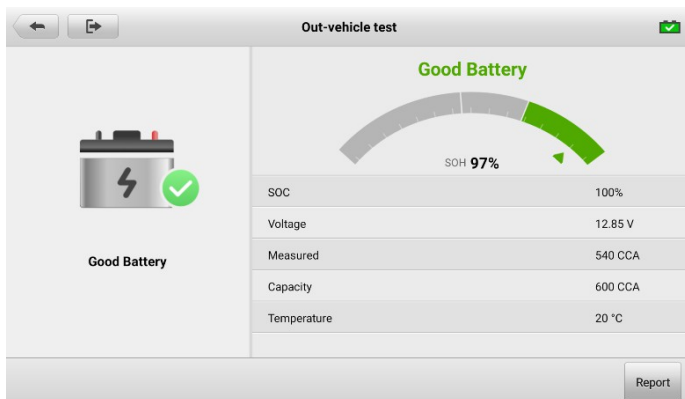 Out-vehicle test
Good Battery
SOH 97%
Good Battery
SOC 100%
Voltage 12.85 V
Measured 540 CCA
Capacity 600 CCA
Temperature 20 °C
Report